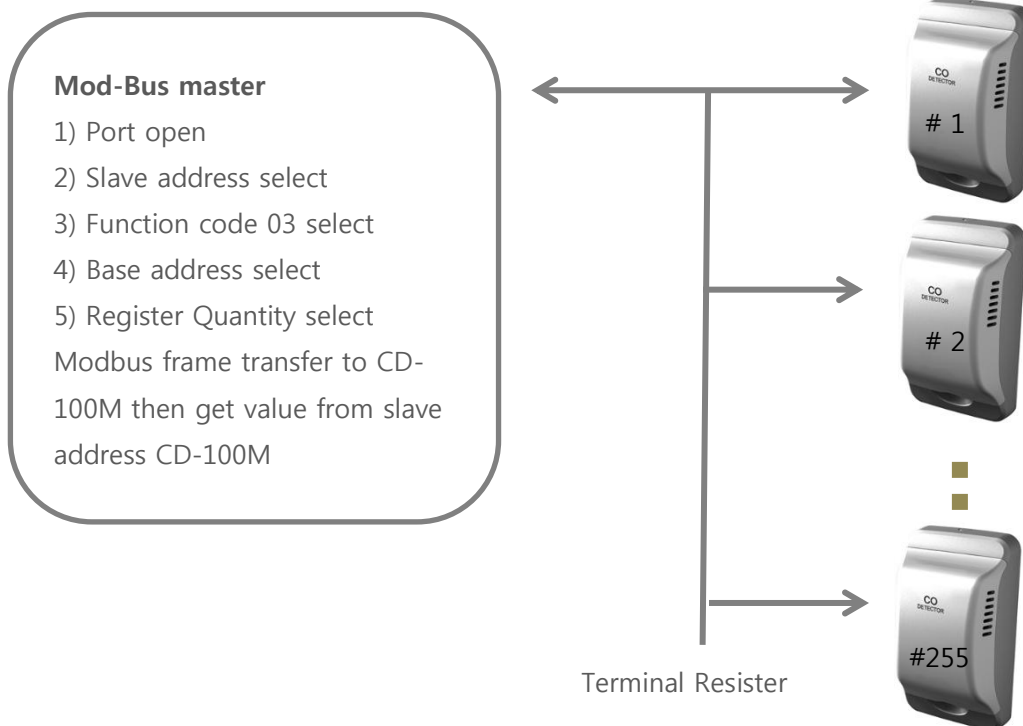 Mod-Bus master
1) Port open
2) Slave address select
3) Function code 03 select
4) Base address select
5) Register Quantity select
Modbus frame transfer to CD-
100M then get value from slave
address CD-100M
CO
DETECTOR
# 1
CO
DETECTOR
# 2
CO
DETECTOR
#255
Terminal Resister